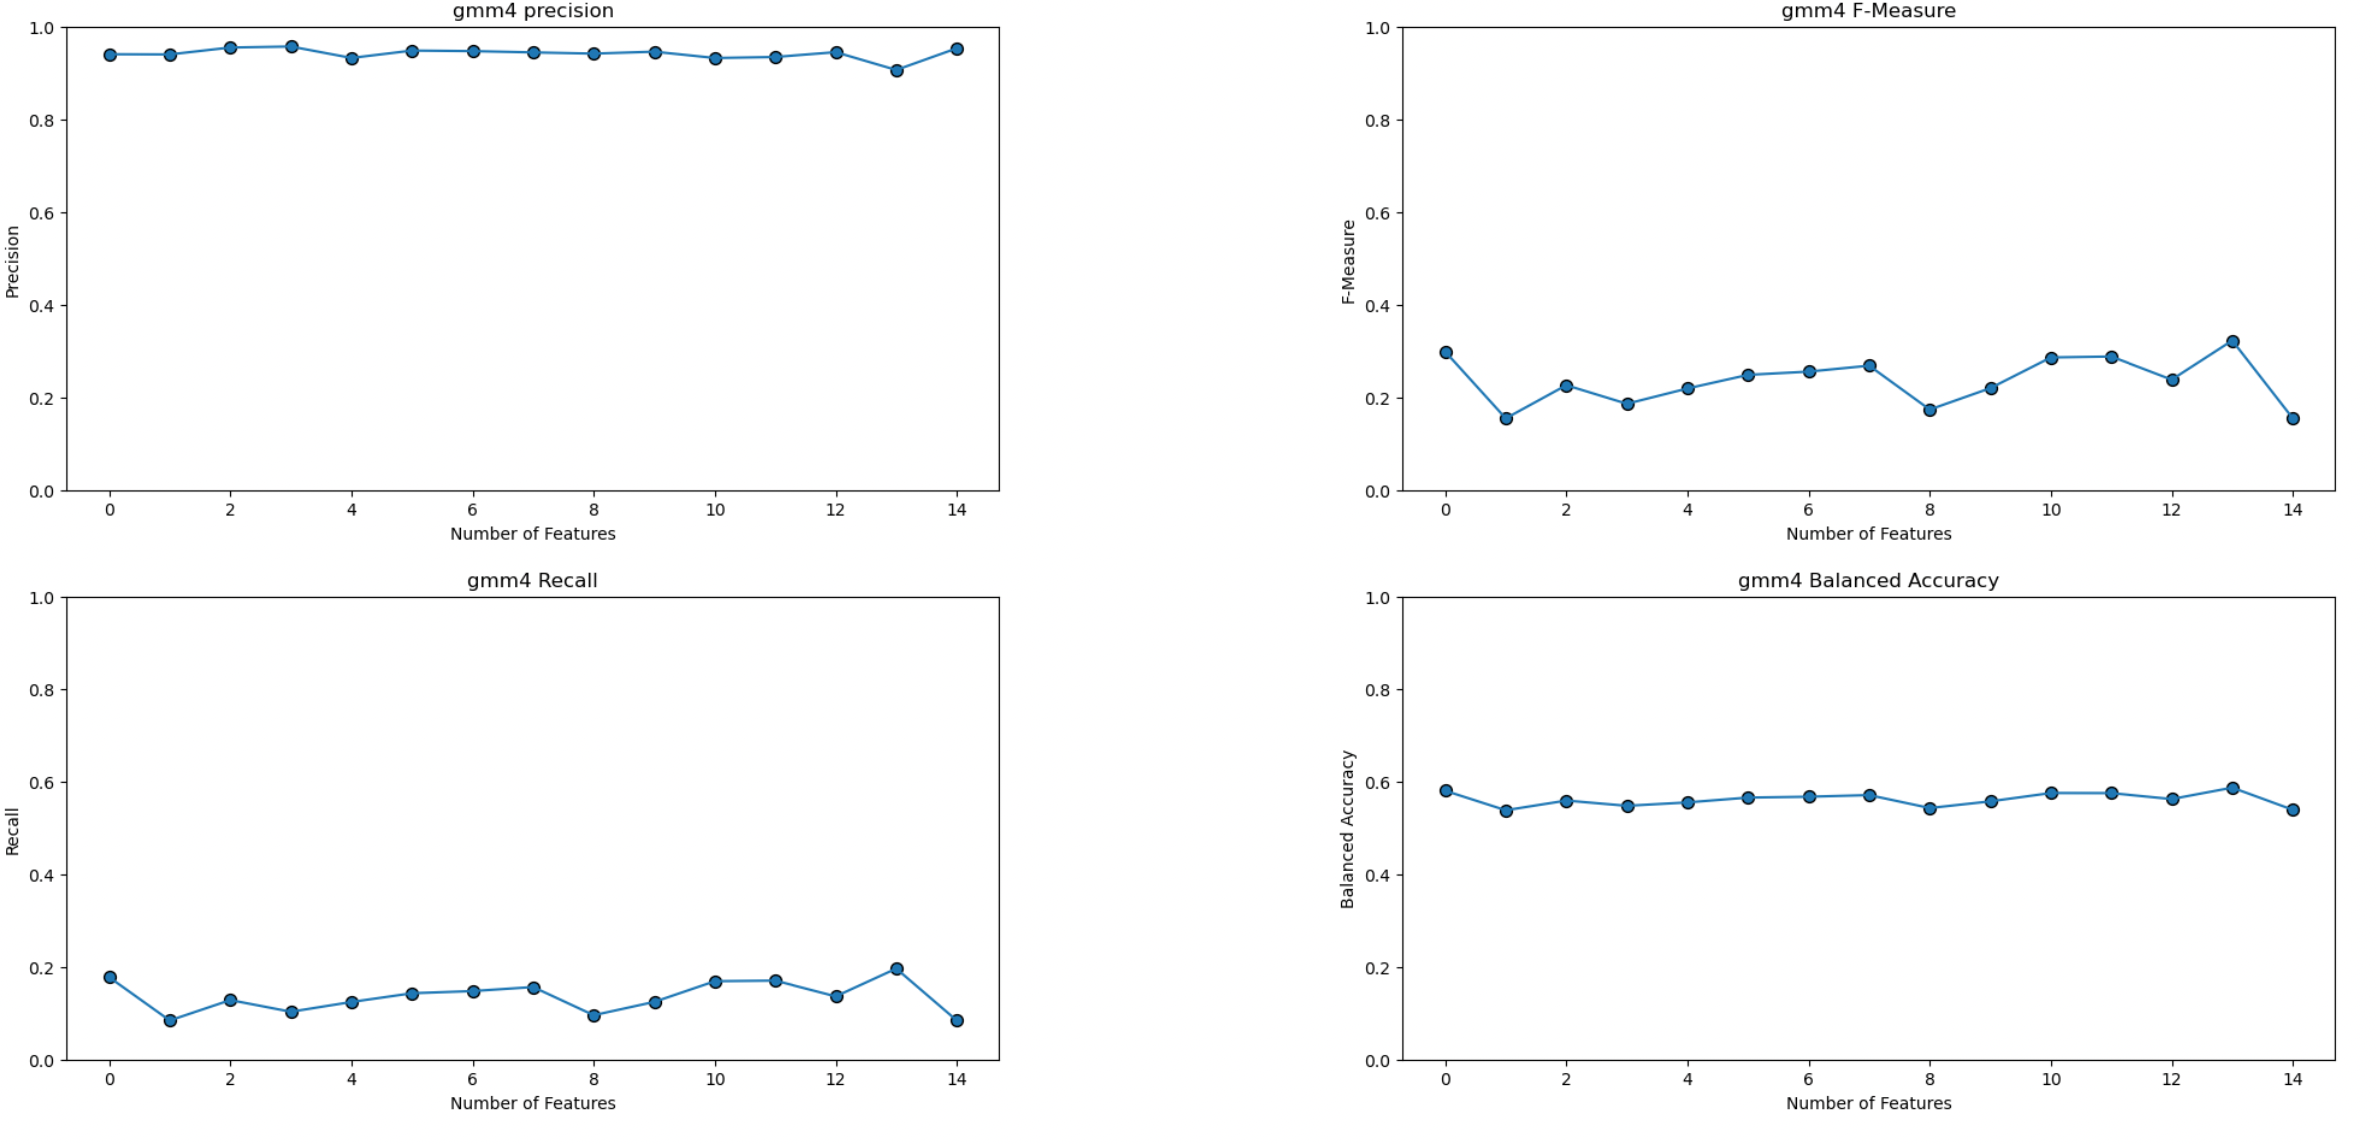 gmm4 precision
1.0
0.8
0.6
0.4
0.2
0.0
Precision
0 2 4 6 8 10 12 14
Number of Features
gmm4 F-Measure
1.0
0.8
0.6
0.4
0.2
0.0
F-Measure
0 2 4 6 8 10 12 14
Number of Features
gmm4 Recall
1.0
0.8
0.6
0.4
0.2
0.0
Recall
0 2 4 6 8 10 12 14
Number of Features
gmm4 Balanced Accuracy
1.0
0.8
0.6
0.4
0.2
0.0
Balanced Accuracy
0 2 4 6 8 10 12 14
Number of Features